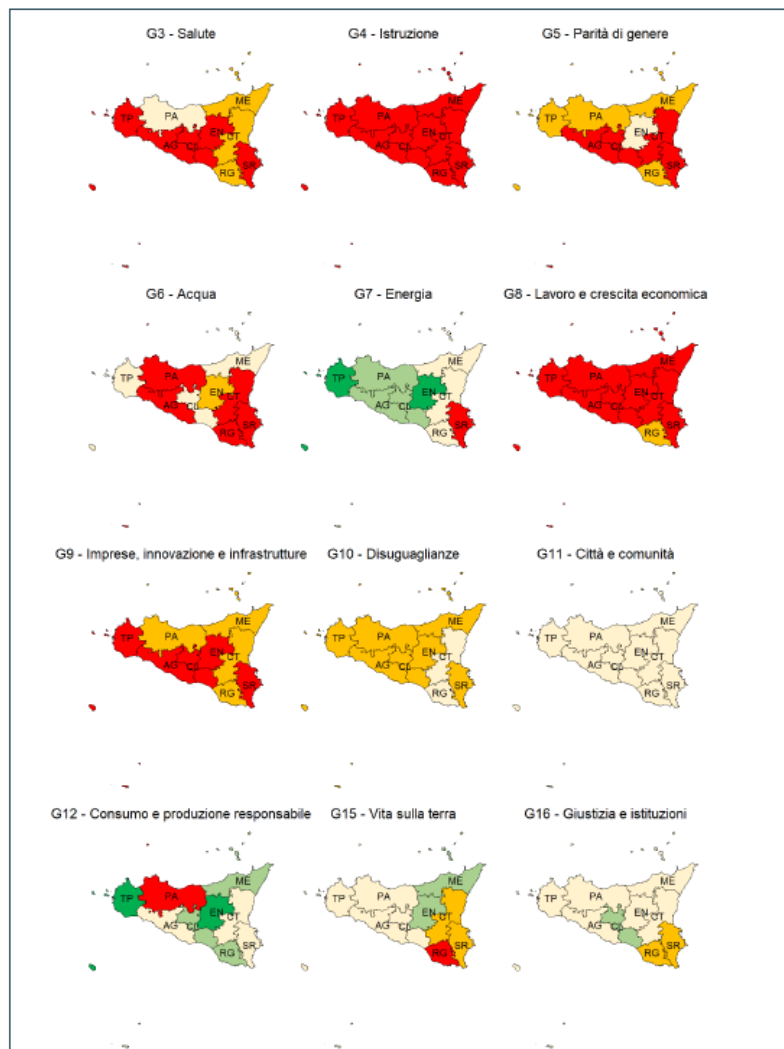 G3 - Salute
G4 - Istruzione
G5 - Parità di genere
ME
PA
TP
EN
CT
AG
CL
SR
RG
ME
PA
TP
EN
CT
AG
CL
SR
RG
ME
PA
TP
EN
CT
AG
CL
SR
RG
G6 - Acqua
G7 - Energia
G8 - Lavoro e crescita economica
ME
PA
TP
EN
CT
AG
CL
SR
RG
ME
PA
TP
EN
CT
AG
CL
SR
RG
ME
PA
TP
EN
CT
AG
CL
SR
RG
G9 - Imprese, innovazione e infrastrutture
G10 - Disuguaglianze
G11 - Città e comunità
ME
PA
TP
EN
CT
AG
CL
SR
RG
ME
PA
TP
EN
CT
AG
CL
SR
RG
ME
PA
TP
EN
CT
AG
CL
SR
RG
G12 - Consumo e produzione responsabile
G15 - Vita sulla terra
G16 - Giustizia e istituzioni
ME
PA
TP
EN
CT
AG
CL
SR
RG
ME
PA
TP
EN
CT
AG
CL
SR
RG
ME
PA
TP
EN
CT
AG
CL
SR
RG